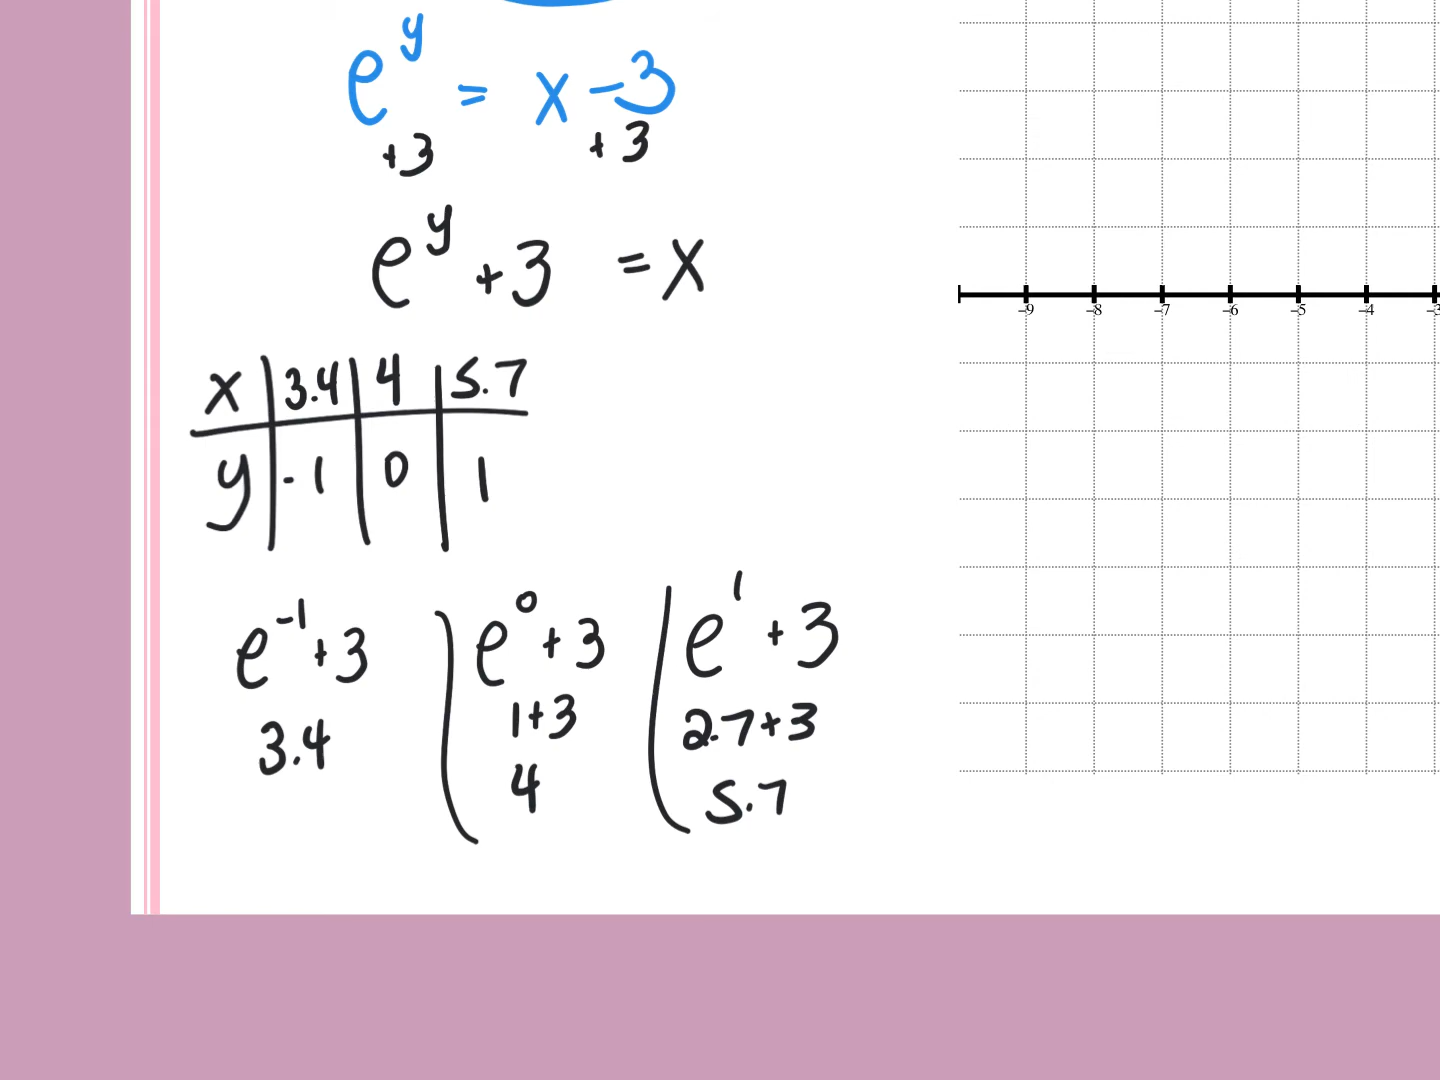 e^y = x - 3
+3 +3
e^y + 3 = x
x | 3.4 | 4 | 5.7
y | -1 | 0 | 1
e^-1 + 3 | e^0 + 3 | e^1 + 3
3.4 | 1+3 | 2.7+3
4 | 5.7
-9 -8 -7 -6 -5 -4 -3